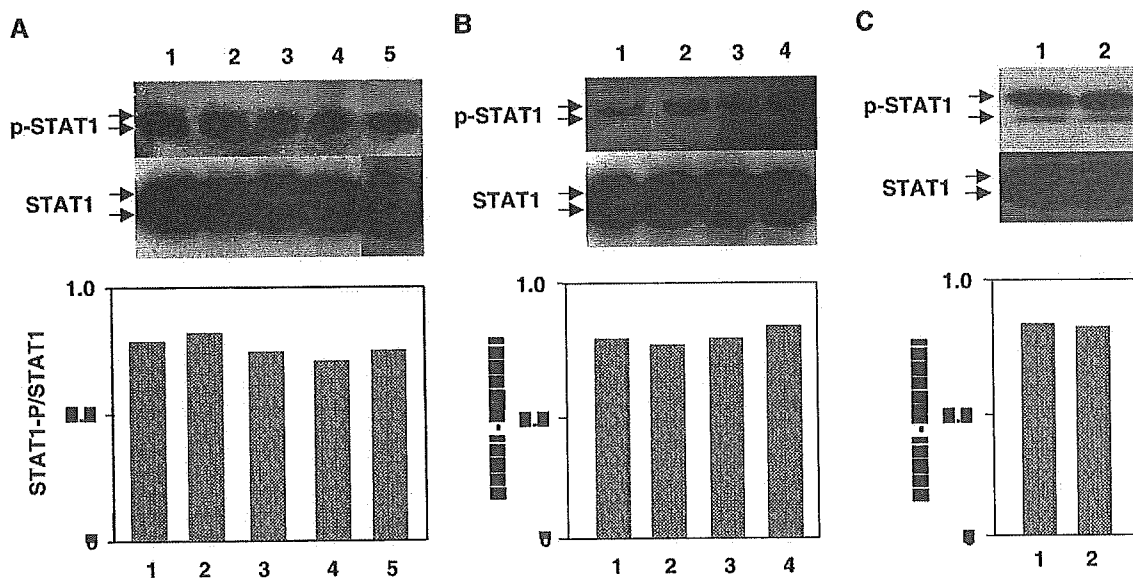 A
1 2 3 4 5
p-STAT1
STAT1
1.0
STAT1-P/STAT1
0
1 2 3 4 5
B
1 2 3 4
p-STAT1
STAT1
1.0
1 2 3 4
C
1 2
p-STAT1
STAT1
1.0
1 2